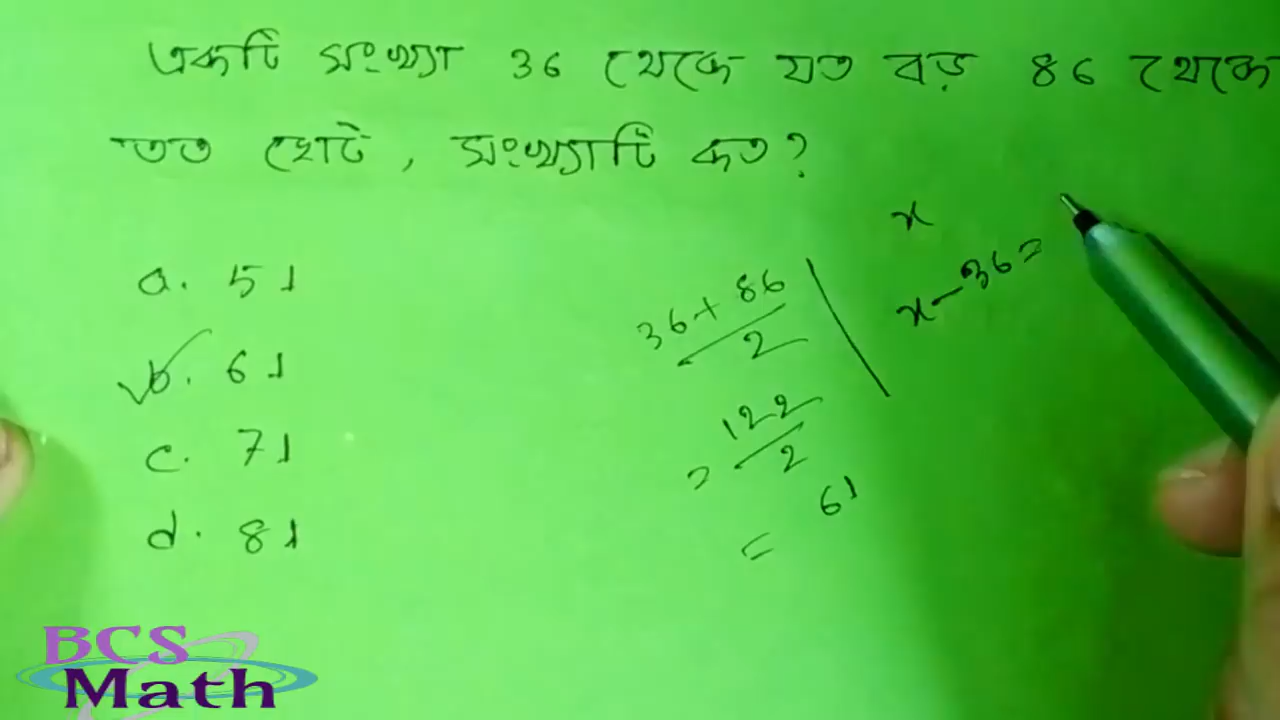 একটি সংখ্যা 36 থেকে যত বড় 86 থেকে
তত ছোট, সংখ্যাটি কত?
a. 51
b. 61
c. 71
d. 81
36+86
2
= 122
2
= 61
x
x-36=
BCS
Math